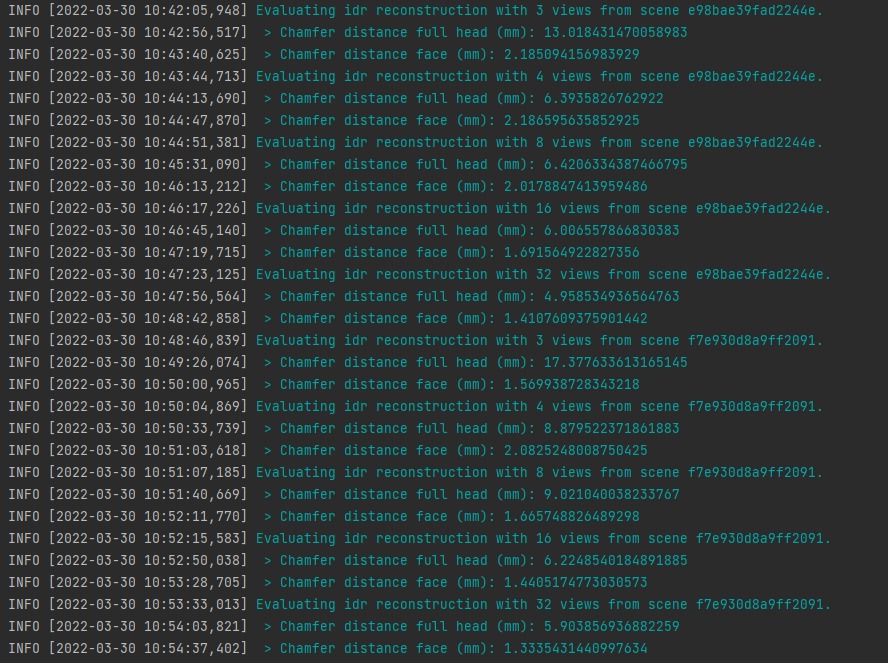 INFO [2022-03-30 10:42:05,948] Evaluating idr reconstruction with 3 views from scene e98bae39fad2244e.
INFO [2022-03-30 10:42:56,517]  > Chamfer distance full head (mm): 13.018431470058983
INFO [2022-03-30 10:43:40,625]  > Chamfer distance face (mm): 2.185094156983929
INFO [2022-03-30 10:43:44,713] Evaluating idr reconstruction with 4 views from scene e98bae39fad2244e.
INFO [2022-03-30 10:44:13,690]  > Chamfer distance full head (mm): 6.3935826762922
INFO [2022-03-30 10:44:47,870]  > Chamfer distance face (mm): 2.186595635852925
INFO [2022-03-30 10:44:51,381] Evaluating idr reconstruction with 8 views from scene e98bae39fad2244e.
INFO [2022-03-30 10:45:31,090]  > Chamfer distance full head (mm): 6.4206334387466795
INFO [2022-03-30 10:46:13,212]  > Chamfer distance face (mm): 2.0178847413959486
INFO [2022-03-30 10:46:17,226] Evaluating idr reconstruction with 16 views from scene e98bae39fad2244e.
INFO [2022-03-30 10:46:45,140]  > Chamfer distance full head (mm): 6.006557866830383
INFO [2022-03-30 10:47:19,715]  > Chamfer distance face (mm): 1.691564922827356
INFO [2022-03-30 10:47:23,125] Evaluating idr reconstruction with 32 views from scene e98bae39fad2244e.
INFO [2022-03-30 10:47:56,564]  > Chamfer distance full head (mm): 4.958534936564763
INFO [2022-03-30 10:48:42,858]  > Chamfer distance face (mm): 1.4107609375901442
INFO [2022-03-30 10:48:46,839] Evaluating idr reconstruction with 3 views from scene f7e930d8a9ff2091.
INFO [2022-03-30 10:49:26,074]  > Chamfer distance full head (mm): 17.377633613165145
INFO [2022-03-30 10:50:00,965]  > Chamfer distance face (mm): 1.569938728343218
INFO [2022-03-30 10:50:04,869] Evaluating idr reconstruction with 4 views from scene f7e930d8a9ff2091.
INFO [2022-03-30 10:50:33,739]  > Chamfer distance full head (mm): 8.879522371861883
INFO [2022-03-30 10:51:03,618]  > Chamfer distance face (mm): 2.0825248008750425
INFO [2022-03-30 10:51:07,185] Evaluating idr reconstruction with 8 views from scene f7e930d8a9ff2091.
INFO [2022-03-30 10:51:40,669]  > Chamfer distance full head (mm): 9.021040038233767
INFO [2022-03-30 10:52:11,770]  > Chamfer distance face (mm): 1.665748826489298
INFO [2022-03-30 10:52:15,583] Evaluating idr reconstruction with 16 views from scene f7e930d8a9ff2091.
INFO [2022-03-30 10:52:50,038]  > Chamfer distance full head (mm): 6.2248540184891885
INFO [2022-03-30 10:53:28,705]  > Chamfer distance face (mm): 1.4405174773030573
INFO [2022-03-30 10:53:33,013] Evaluating idr reconstruction with 32 views from scene f7e930d8a9ff2091.
INFO [2022-03-30 10:54:03,821]  > Chamfer distance full head (mm): 5.903856936882259
INFO [2022-03-30 10:54:37,402]  > Chamfer distance face (mm): 1.3335431440997634